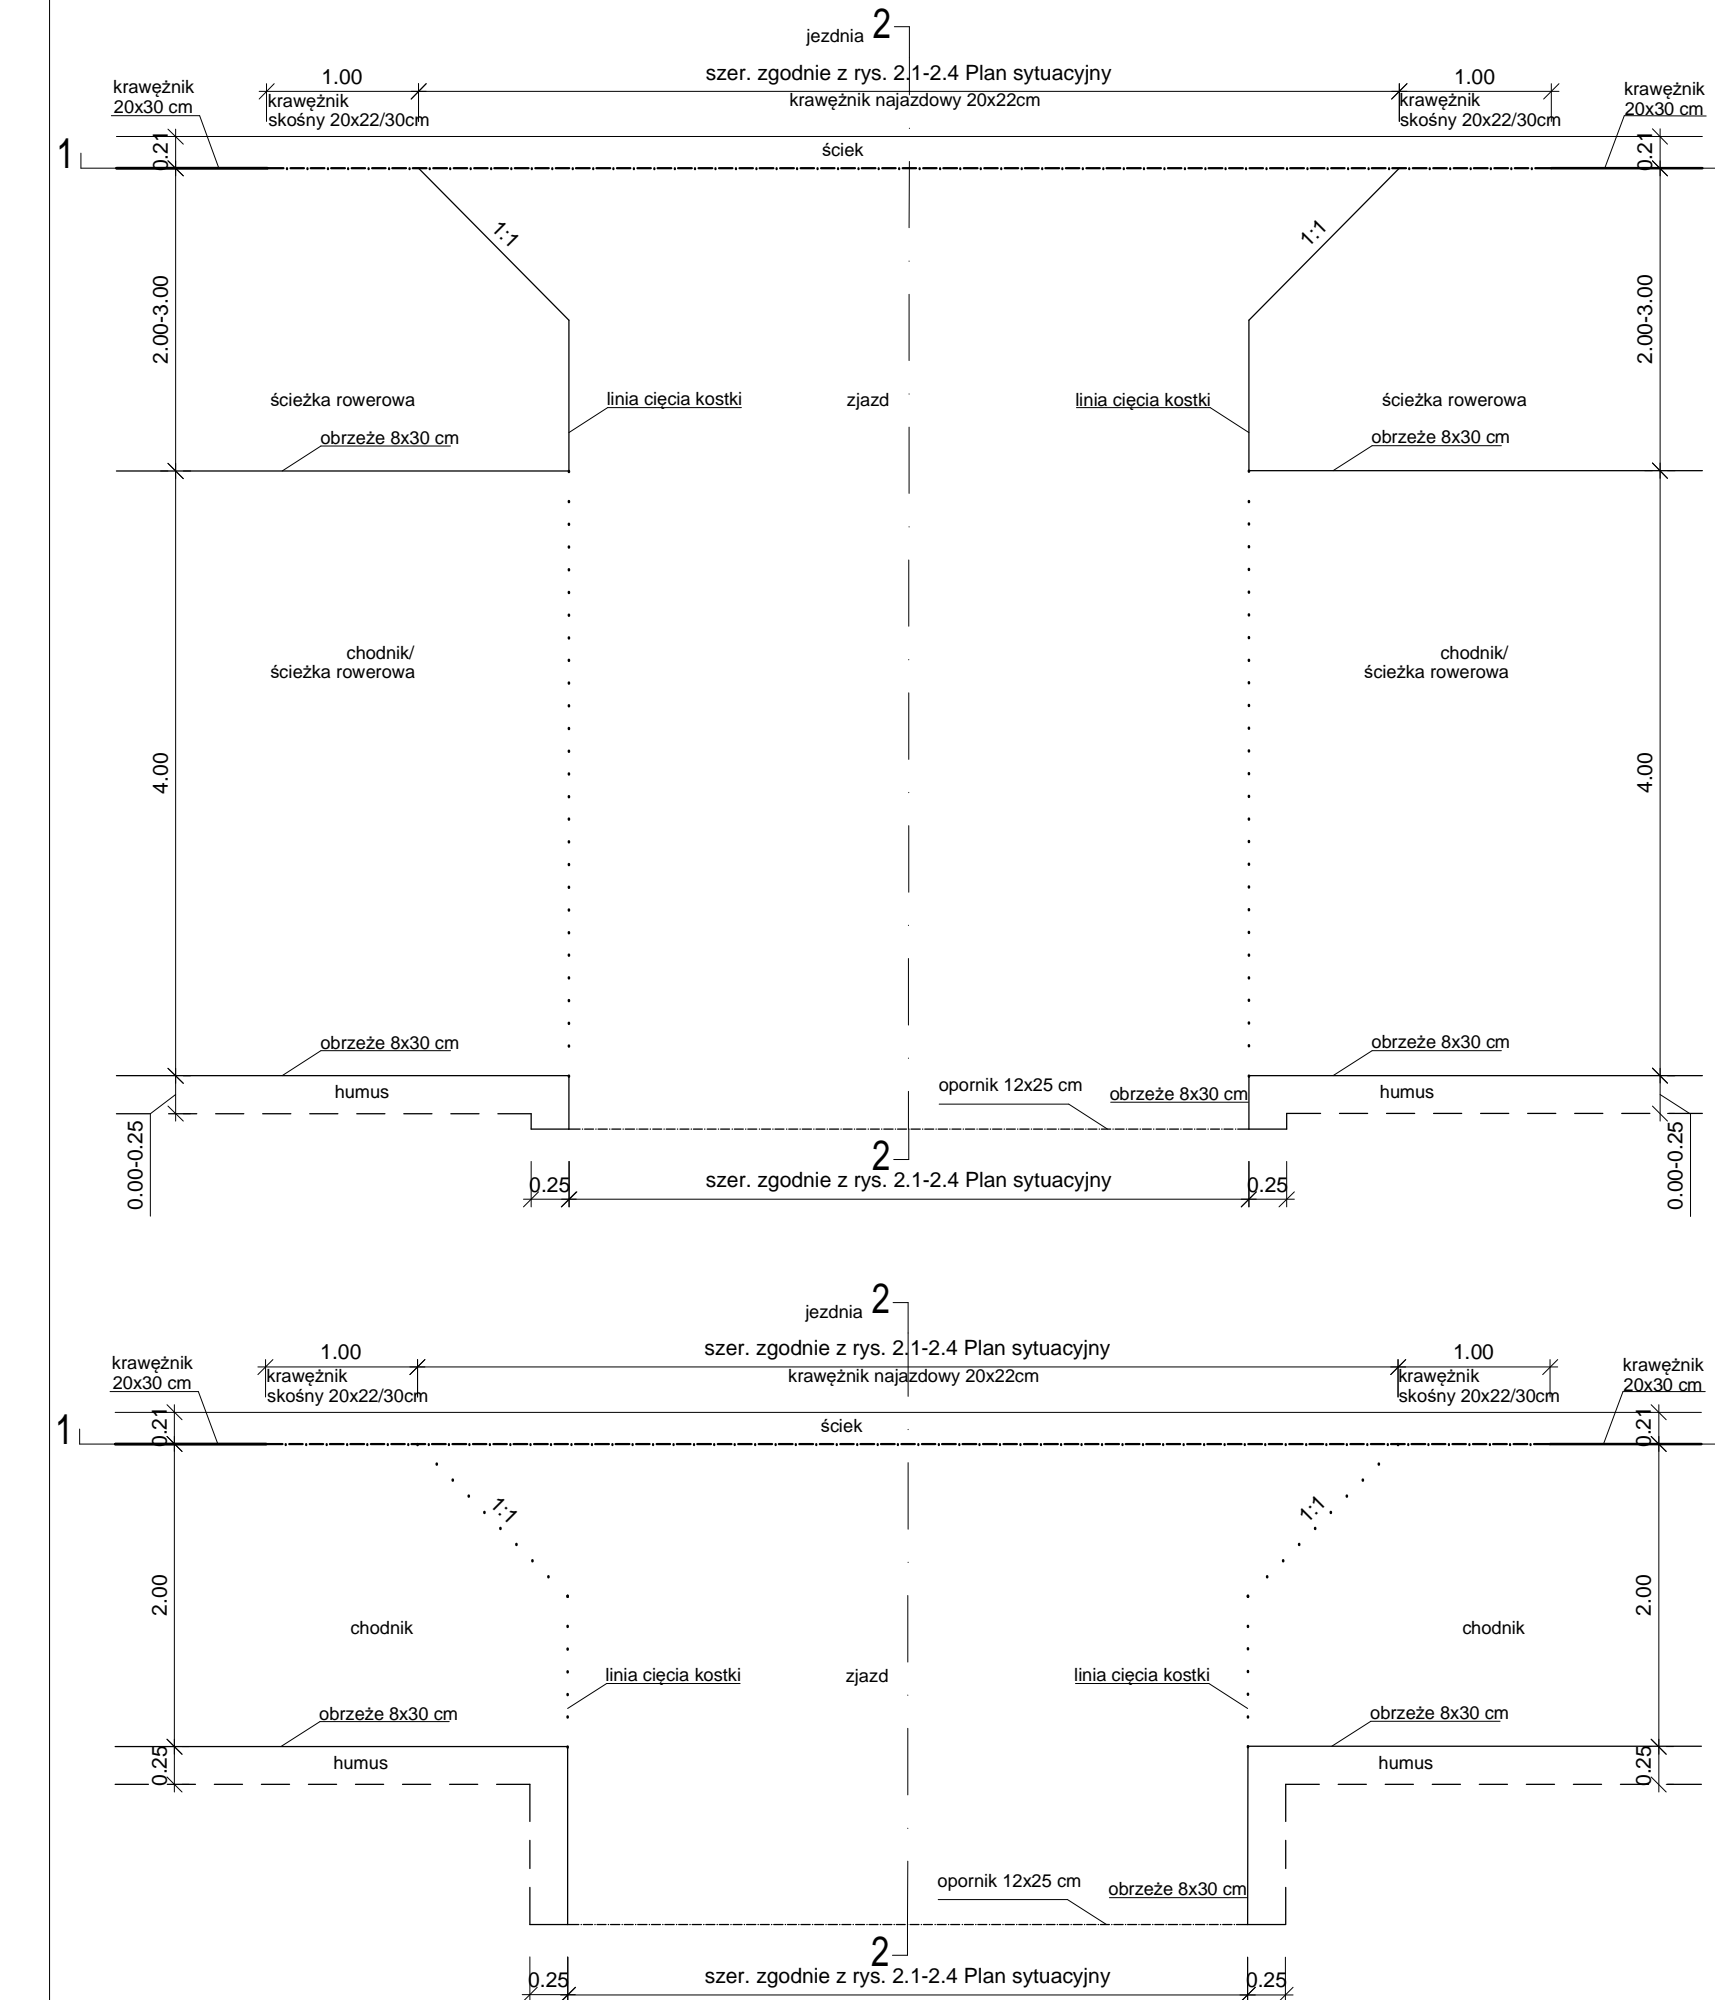 2
jezdnia
szer. zgodnie z rys. 2.1-2.4 Plan sytuacyjny
1.00
1.00
krawężnik
20x30 cm
krawężnik
skośny 20x22/30cm
krawężnik najazdowy 20x22cm
krawężnik
skośny 20x22/30cm
krawężnik
20x30 cm
1
0.21
ściek
0.21
1:1
1:1
2.00-3.00
2.00-3.00
ścieżka rowerowa
linia cięcia kostki
zjazd
linia cięcia kostki
ścieżka rowerowa
obrzeże 8x30 cm
obrzeże 8x30 cm
chodnik/
ścieżka rowerowa
chodnik/
ścieżka rowerowa
4.00
4.00
obrzeże 8x30 cm
obrzeże 8x30 cm
humus
opornik 12x25 cm
obrzeże 8x30 cm
humus
0.00-0.25
0.00-0.25
2
0.25
szer. zgodnie z rys. 2.1-2.4 Plan sytuacyjny
0.25
2
jezdnia
szer. zgodnie z rys. 2.1-2.4 Plan sytuacyjny
1.00
1.00
krawężnik
20x30 cm
krawężnik
skośny 20x22/30cm
krawężnik najazdowy 20x22cm
krawężnik
skośny 20x22/30cm
krawężnik
20x30 cm
1
0.21
ściek
0.21
1:1
1:1
2.00
2.00
chodnik
chodnik
linia cięcia kostki
zjazd
linia cięcia kostki
obrzeże 8x30 cm
obrzeże 8x30 cm
0.25
humus
humus
0.25
opornik 12x25 cm
obrzeże 8x30 cm
2
0.25
szer. zgodnie z rys. 2.1-2.4 Plan sytuacyjny
0.25